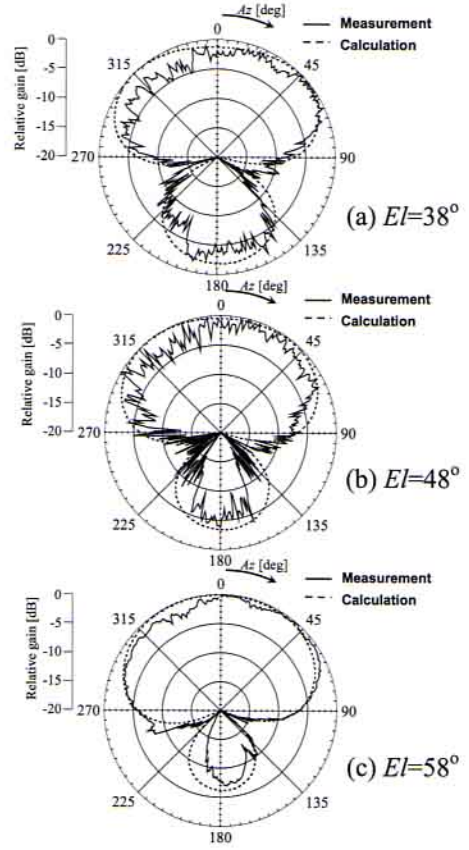 Az [deg]
0
Measurement
Calculation
Relative gain [dB]
0
-5
-10
-15
-20
315
45
270
90
225
135
180
(a) El=38°
Az [deg]
0
Measurement
Calculation
Relative gain [dB]
0
-5
-10
-15
-20
315
45
270
90
225
135
180
(b) El=48°
Az [deg]
0
Measurement
Calculation
Relative gain [dB]
0
-5
-10
-15
-20
315
45
270
90
225
135
180
(c) El=58°